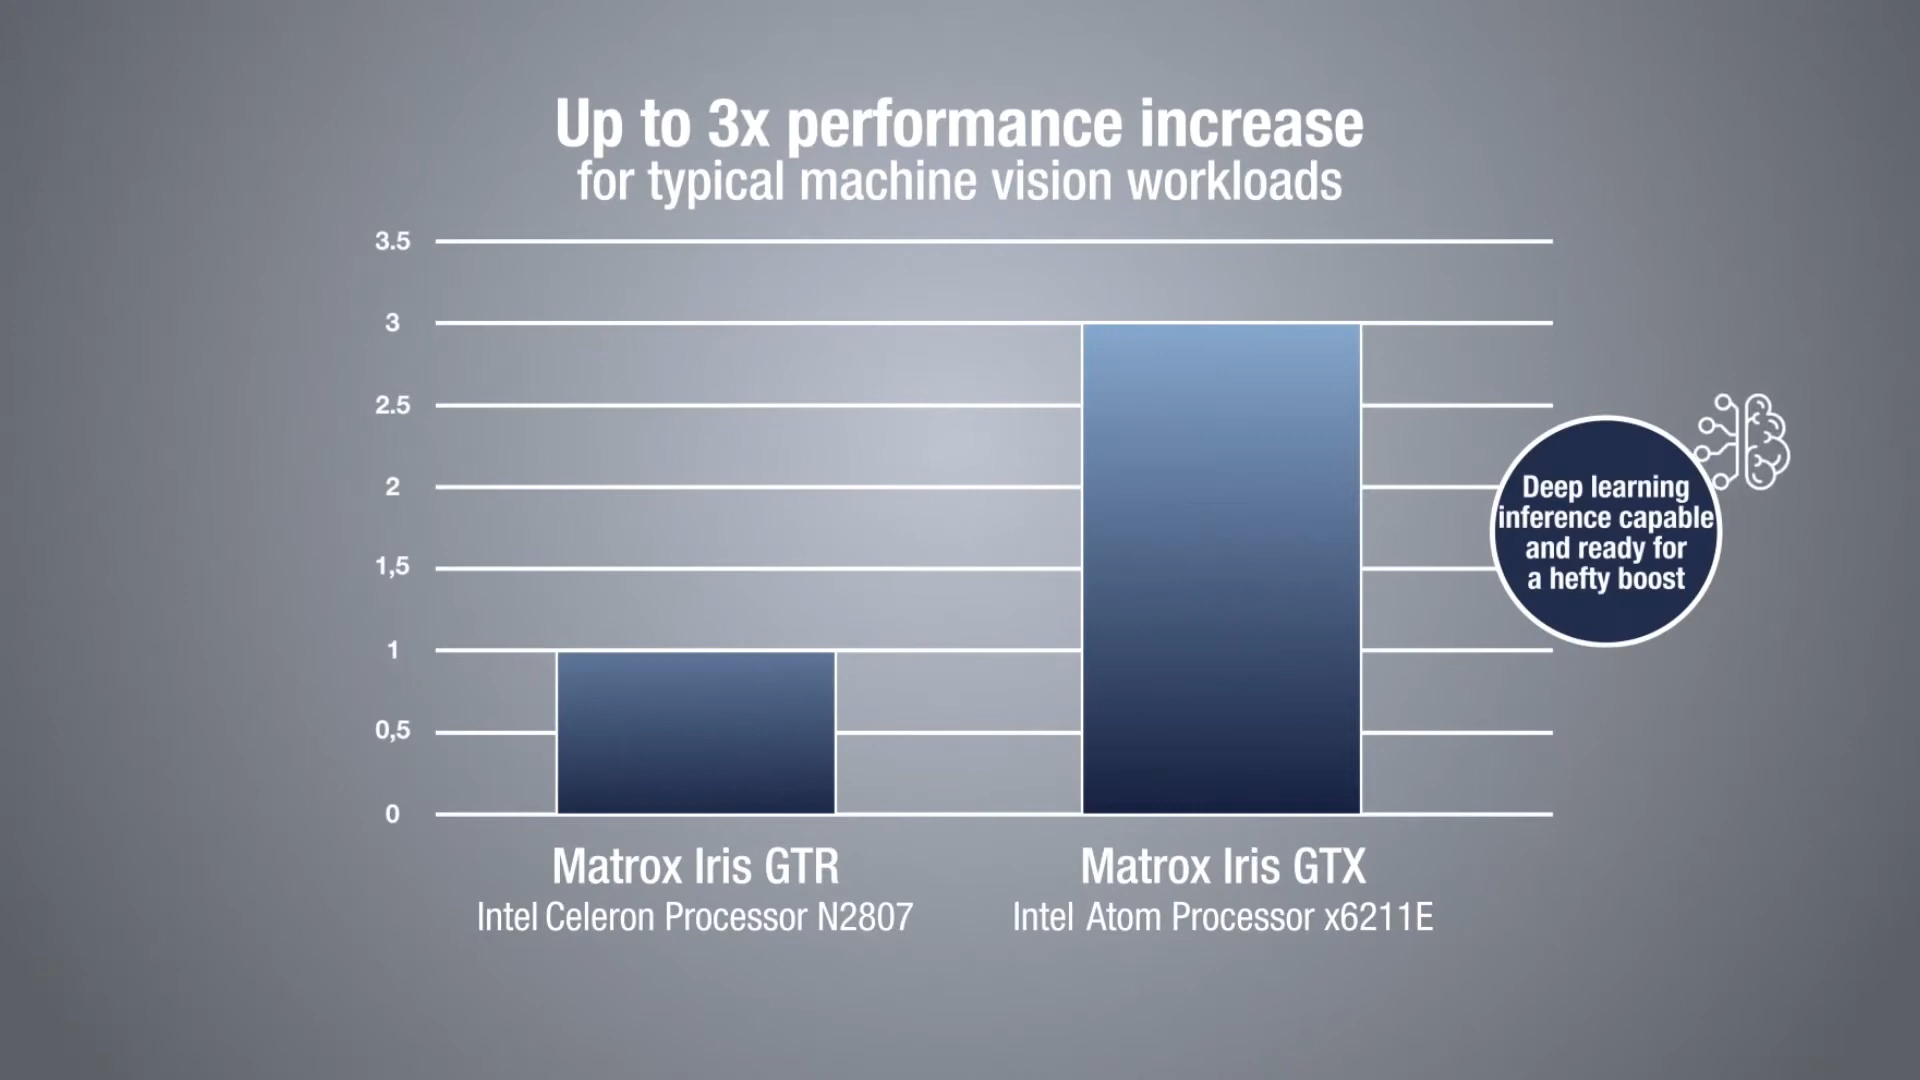 Up to 3x performance increase
for typical machine vision workloads
3.5
3
2.5
2
1,5
1
0,5
0
Deep learning
inference capable
and ready for
a hefty boost
Matrox Iris GTR
Intel Celeron Processor N2807
Matrox Iris GTX
Intel Atom Processor x6211E